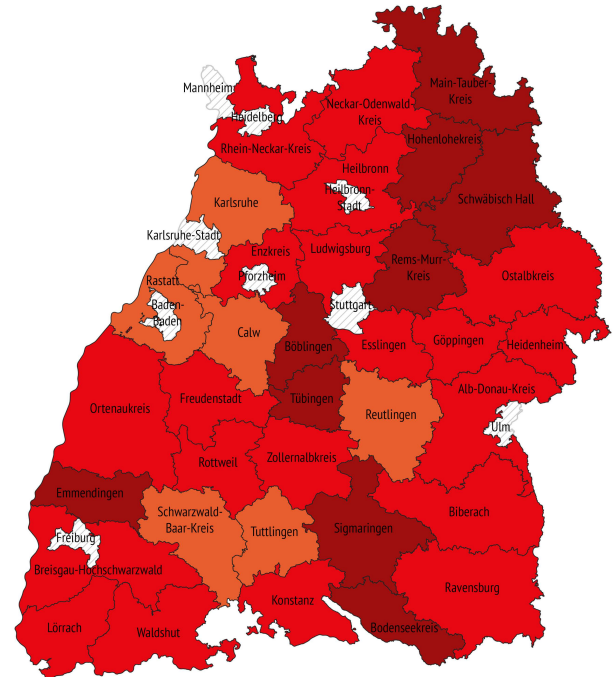 Mannheim
Main-Tauber-
Kreis
Neckar-Odenwald-
Kreis
Heidelberg
Hohenlohekreis
Rhein-Neckar-Kreis
Heilbronn
Heilbronn-
Stadt
Schwäbisch Hall
Karlsruhe
Karlsruhe-Stadt
Enzkreis
Ludwigsburg
Rems-Murr-
Kreis
Ostalbkreis
Rastatt
Pforzheim
Baden-
Baden
Stuttgart
Calw
Böblingen
Esslingen
Göppingen
Heidenheim
Ortenaukreis
Freudenstadt
Tübingen
Reutlingen
Alb-Donau-Kreis
Ulm
Rottweil
Zollernalbkreis
Emmendingen
Schwarzwald-
Baar-Kreis
Tuttlingen
Sigmaringen
Biberach
Freiburg
Breisgau-Hochschwarzwald
Ravensburg
Konstanz
Lörrach
Waldshut
Bodenseekreis